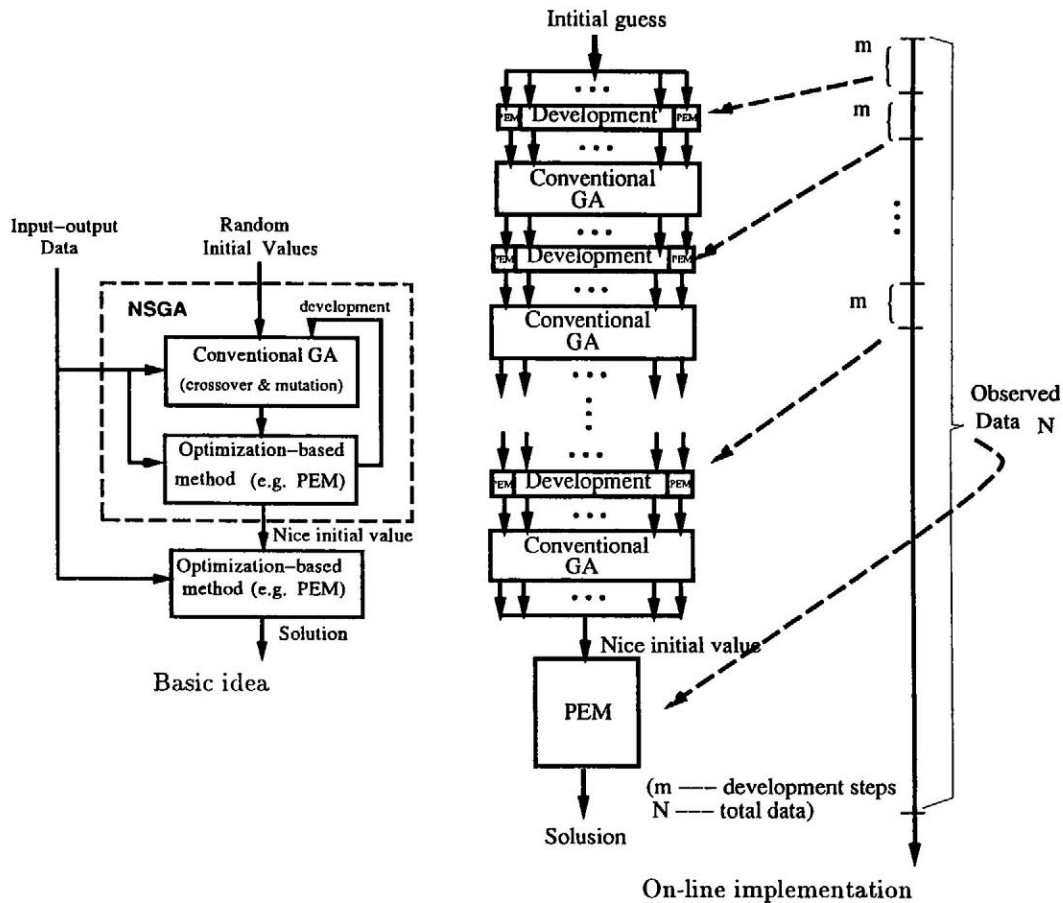 Input–output
Data
Random
Initial Values
NSGA
development
Conventional GA
(crossover & mutation)
Optimization–based
method (e.g. PEM)
Nice initial value
Optimization–based
method (e.g. PEM)
Solution
Basic idea
Intitial guess
...
PEM Development PEM
...
Conventional
GA
...
PEM Development PEM
...
Conventional
GA
...
...
...
PEM Development PEM
...
Conventional
GA
...
Nice initial value
PEM
Solusion
m
m
...
m
Observed
Data N
(m –––– development steps
N –––– total data)
On-line implementation